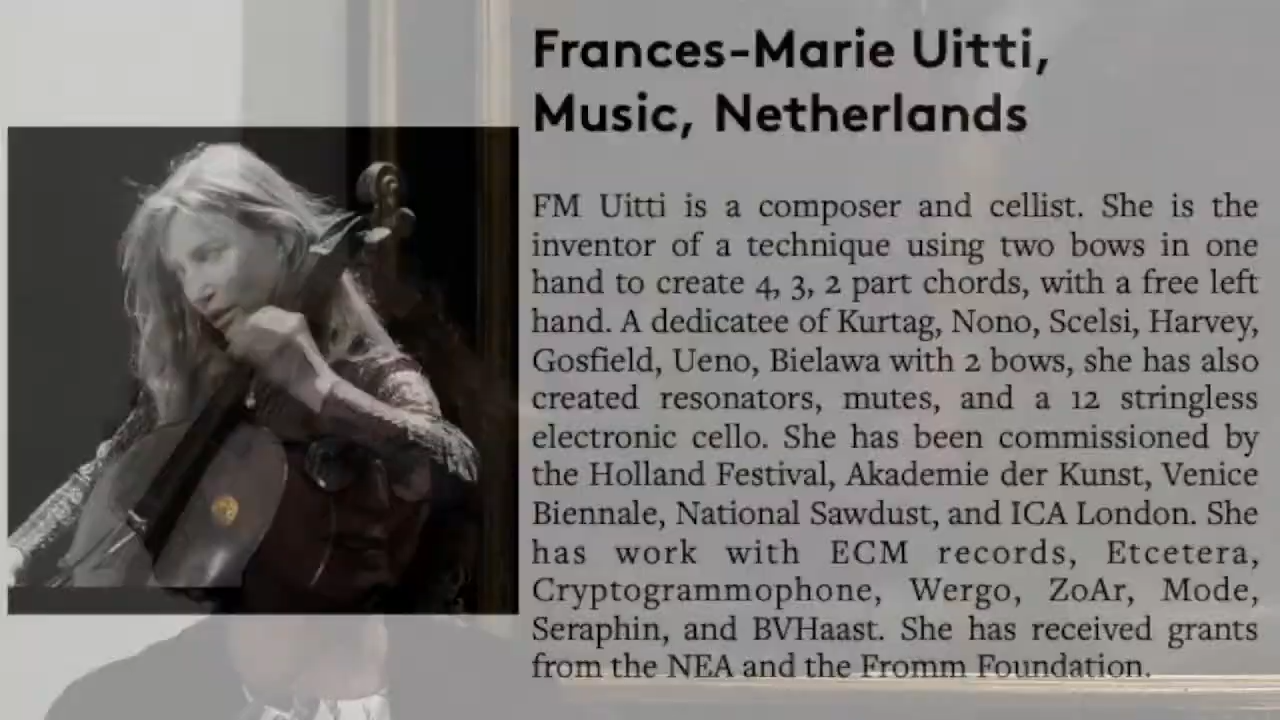 Frances-Marie Uitti,
Music, Netherlands
FM Uitti is a composer and cellist. She is the
inventor of a technique using two bows in one
hand to create 4, 3, 2 part chords, with a free left
hand. A dedicatee of Kurtag, Nono, Scelsi, Harvey,
Gosfield, Ueno, Bielawa with 2 bows, she has also
created resonators, mutes, and a 12 stringless
electronic cello. She has been commissioned by
the Holland Festival, Akademie der Kunst, Venice
Biennale, National Sawdust, and ICA London. She
has work with ECM records, Etcetera,
Cryptogrammophone, Wergo, ZoAr, Mode,
Seraphin, and BVHaast. She has received grants
from the NEA and the Fromm Foundation.